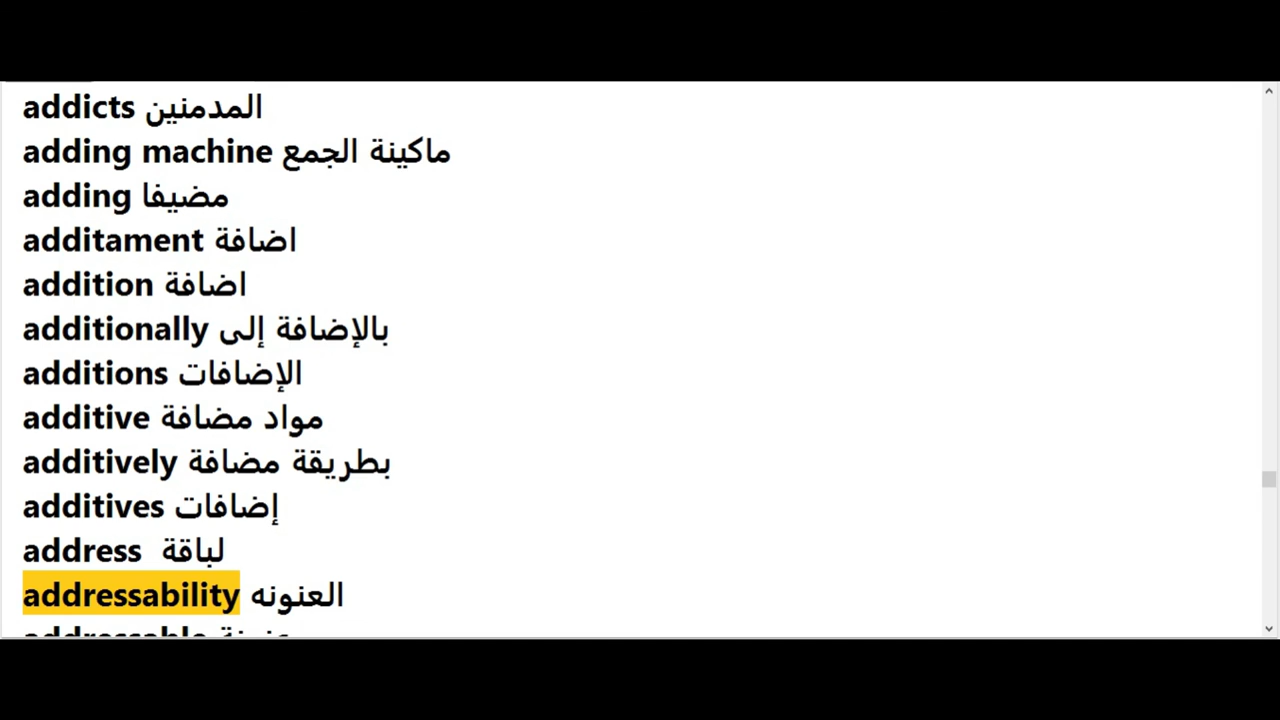 addicts المدمنين
adding machine ماكينة الجمع
adding مضيفا
additament اضافة
addition اضافة
additionally بالإضافة إلى
additions الإضافات
additive مواد مضافة
additively بطريقة مضافة
additives إضافات
address لباقة
addressability العنونه
addressable